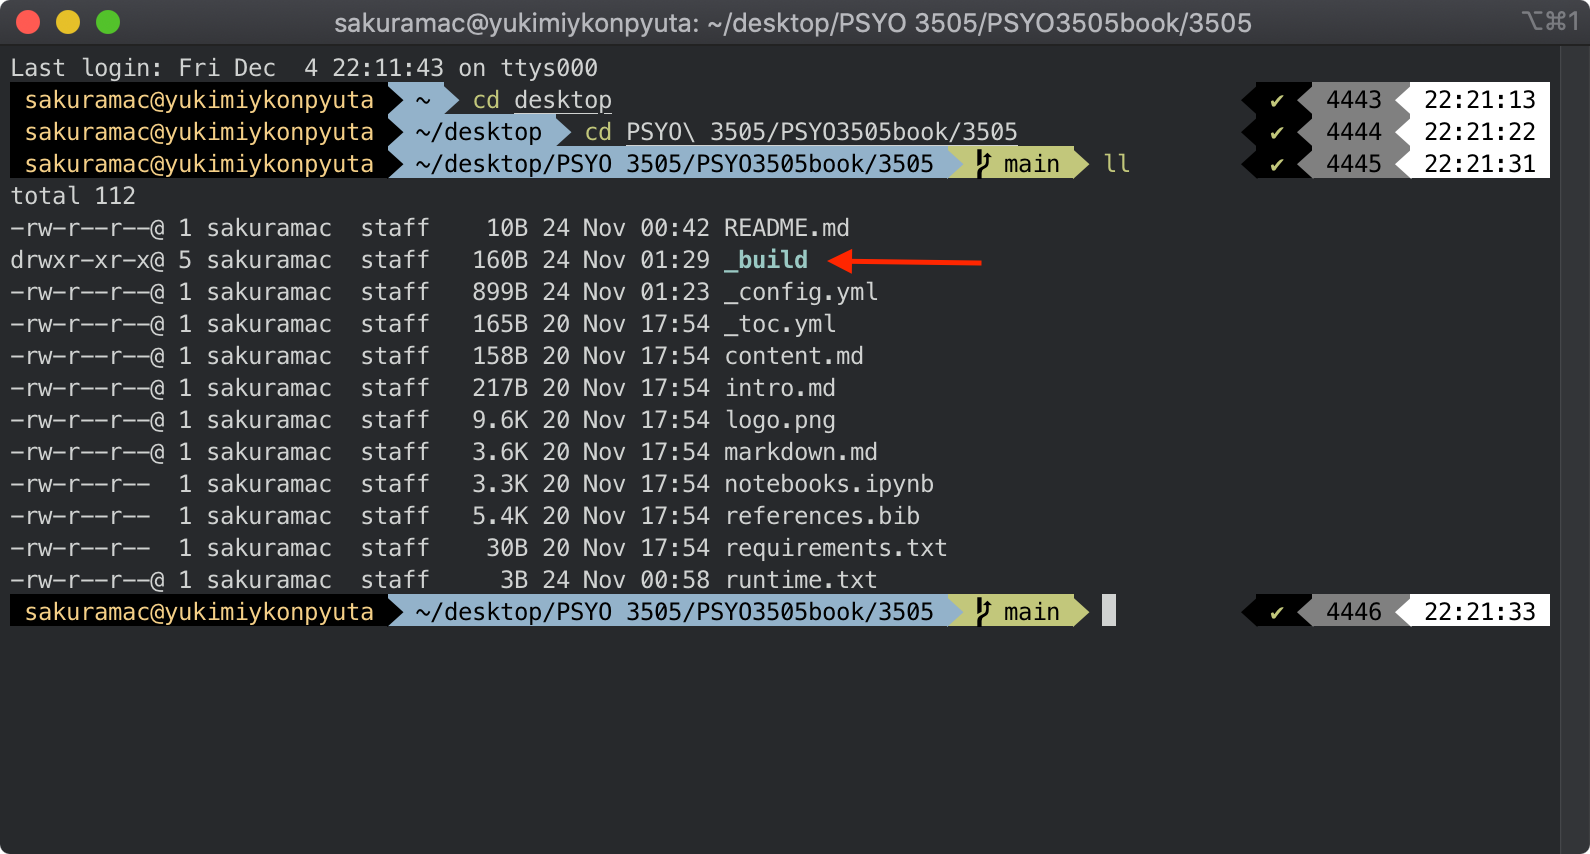 sakuramac@yukimiykonpyuta: ~/desktop/PSYO 3505/PSYO3505book/3505 ⌥⌘1
Last login: Fri Dec  4 22:11:43 on ttys000
sakuramac@yukimiykonpyuta ~ cd desktop ✔ 4443 22:21:13
sakuramac@yukimiykonpyuta ~/desktop cd PSYO\ 3505/PSYO3505book/3505 ✔ 4444 22:21:22
sakuramac@yukimiykonpyuta ~/desktop/PSYO 3505/PSYO3505book/3505 main ll ✔ 4445 22:21:31
total 112
-rw-r--r--@ 1 sakuramac  staff    10B 24 Nov 00:42 README.md
drwxr-xr-x@ 5 sakuramac  staff   160B 24 Nov 01:29 _build
-rw-r--r--@ 1 sakuramac  staff   899B 24 Nov 01:23 _config.yml
-rw-r--r--@ 1 sakuramac  staff   165B 20 Nov 17:54 _toc.yml
-rw-r--r--@ 1 sakuramac  staff   158B 20 Nov 17:54 content.md
-rw-r--r--@ 1 sakuramac  staff   217B 20 Nov 17:54 intro.md
-rw-r--r--@ 1 sakuramac  staff   9.6K 20 Nov 17:54 logo.png
-rw-r--r--@ 1 sakuramac  staff   3.6K 20 Nov 17:54 markdown.md
-rw-r--r--  1 sakuramac  staff   3.3K 20 Nov 17:54 notebooks.ipynb
-rw-r--r--  1 sakuramac  staff   5.4K 20 Nov 17:54 references.bib
-rw-r--r--  1 sakuramac  staff    30B 20 Nov 17:54 requirements.txt
-rw-r--r--@ 1 sakuramac  staff     3B 24 Nov 00:58 runtime.txt
sakuramac@yukimiykonpyuta ~/desktop/PSYO 3505/PSYO3505book/3505 main ✔ 4446 22:21:33